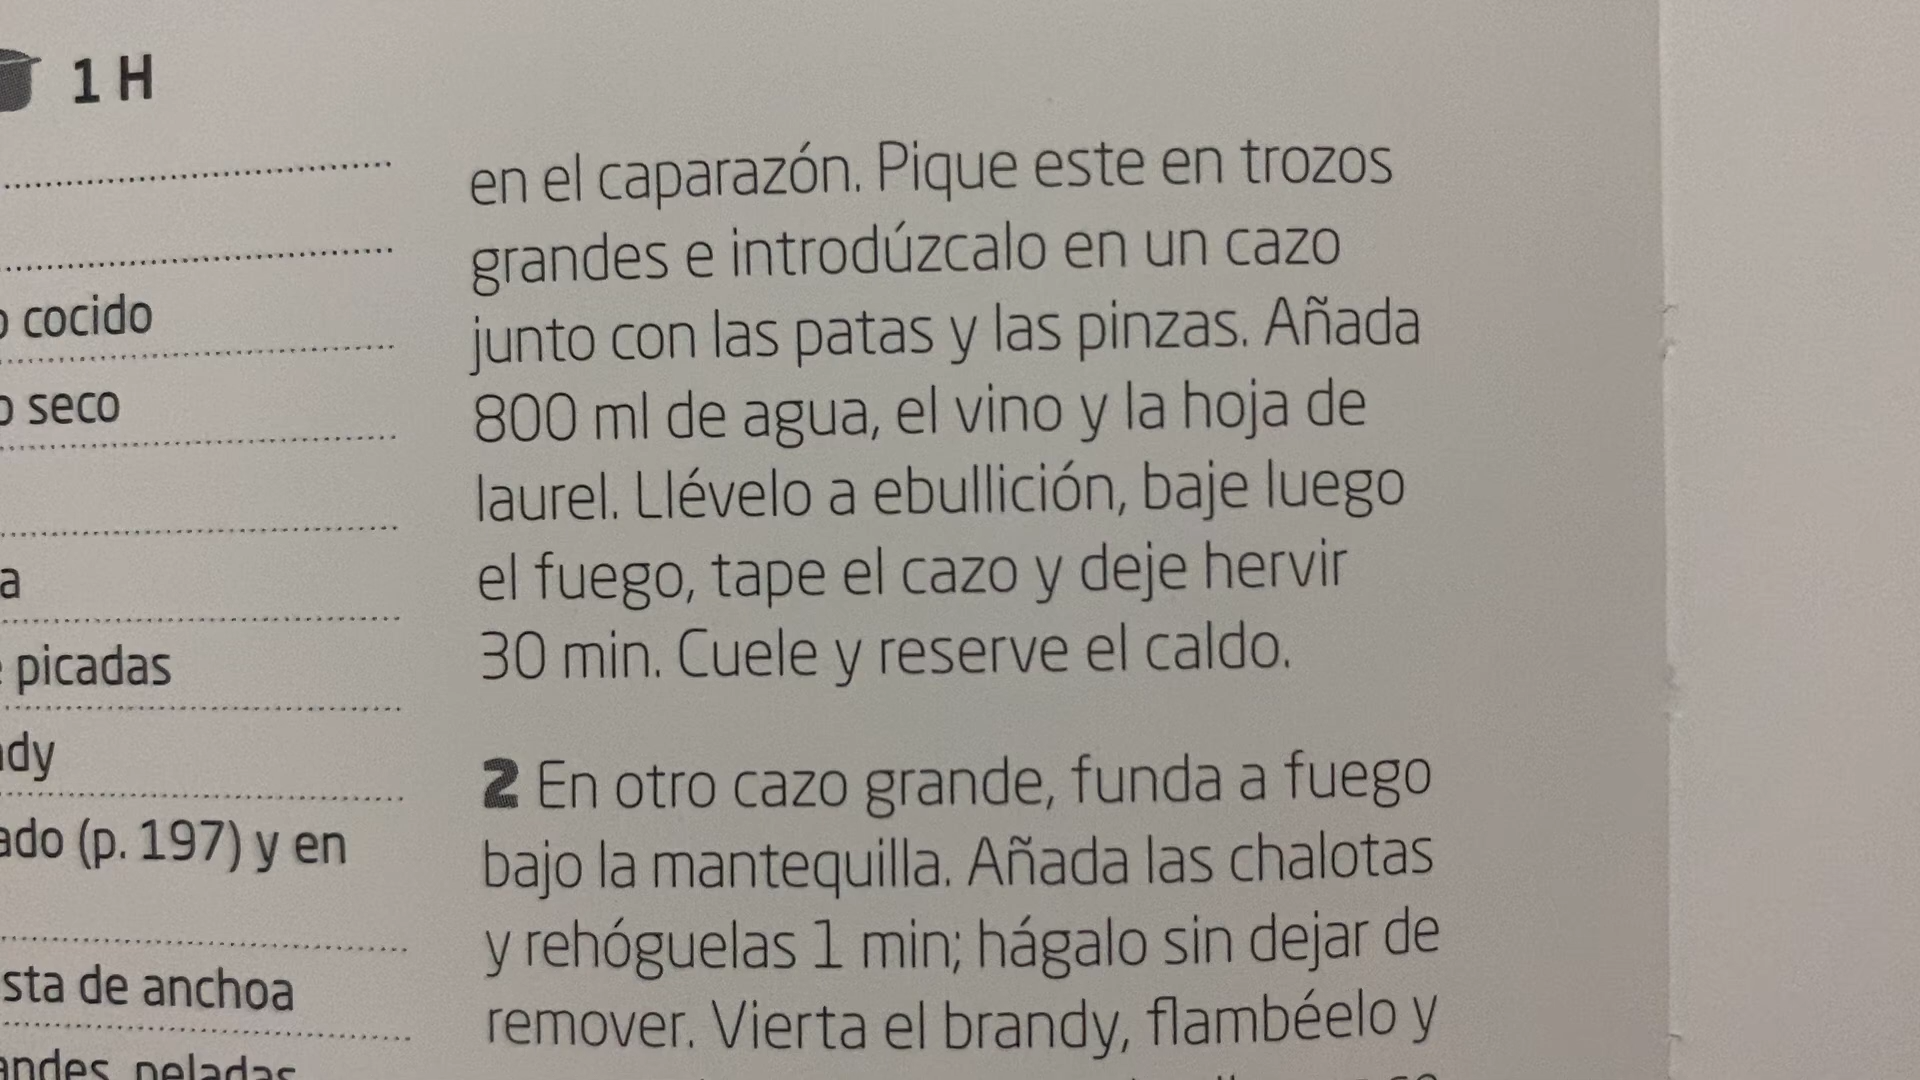 1 H
cocido
seco
a
picadas
(p. 197) y en
de anchoa
peladas
en el caparazón. Pique este en trozos
grandes e introdúzcalo en un cazo
junto con las patas y las pinzas. Añada
800 ml de agua, el vino y la hoja de
laurel. Llévelo a ebullición, baje luego
el fuego, tape el cazo y deje hervir
30 min. Cuele y reserve el caldo.
2 En otro cazo grande, funda a fuego
bajo la mantequilla. Añada las chalotas
y rehóguelas 1 min; hágalo sin dejar de
remover. Vierta el brandy, flambéelo y